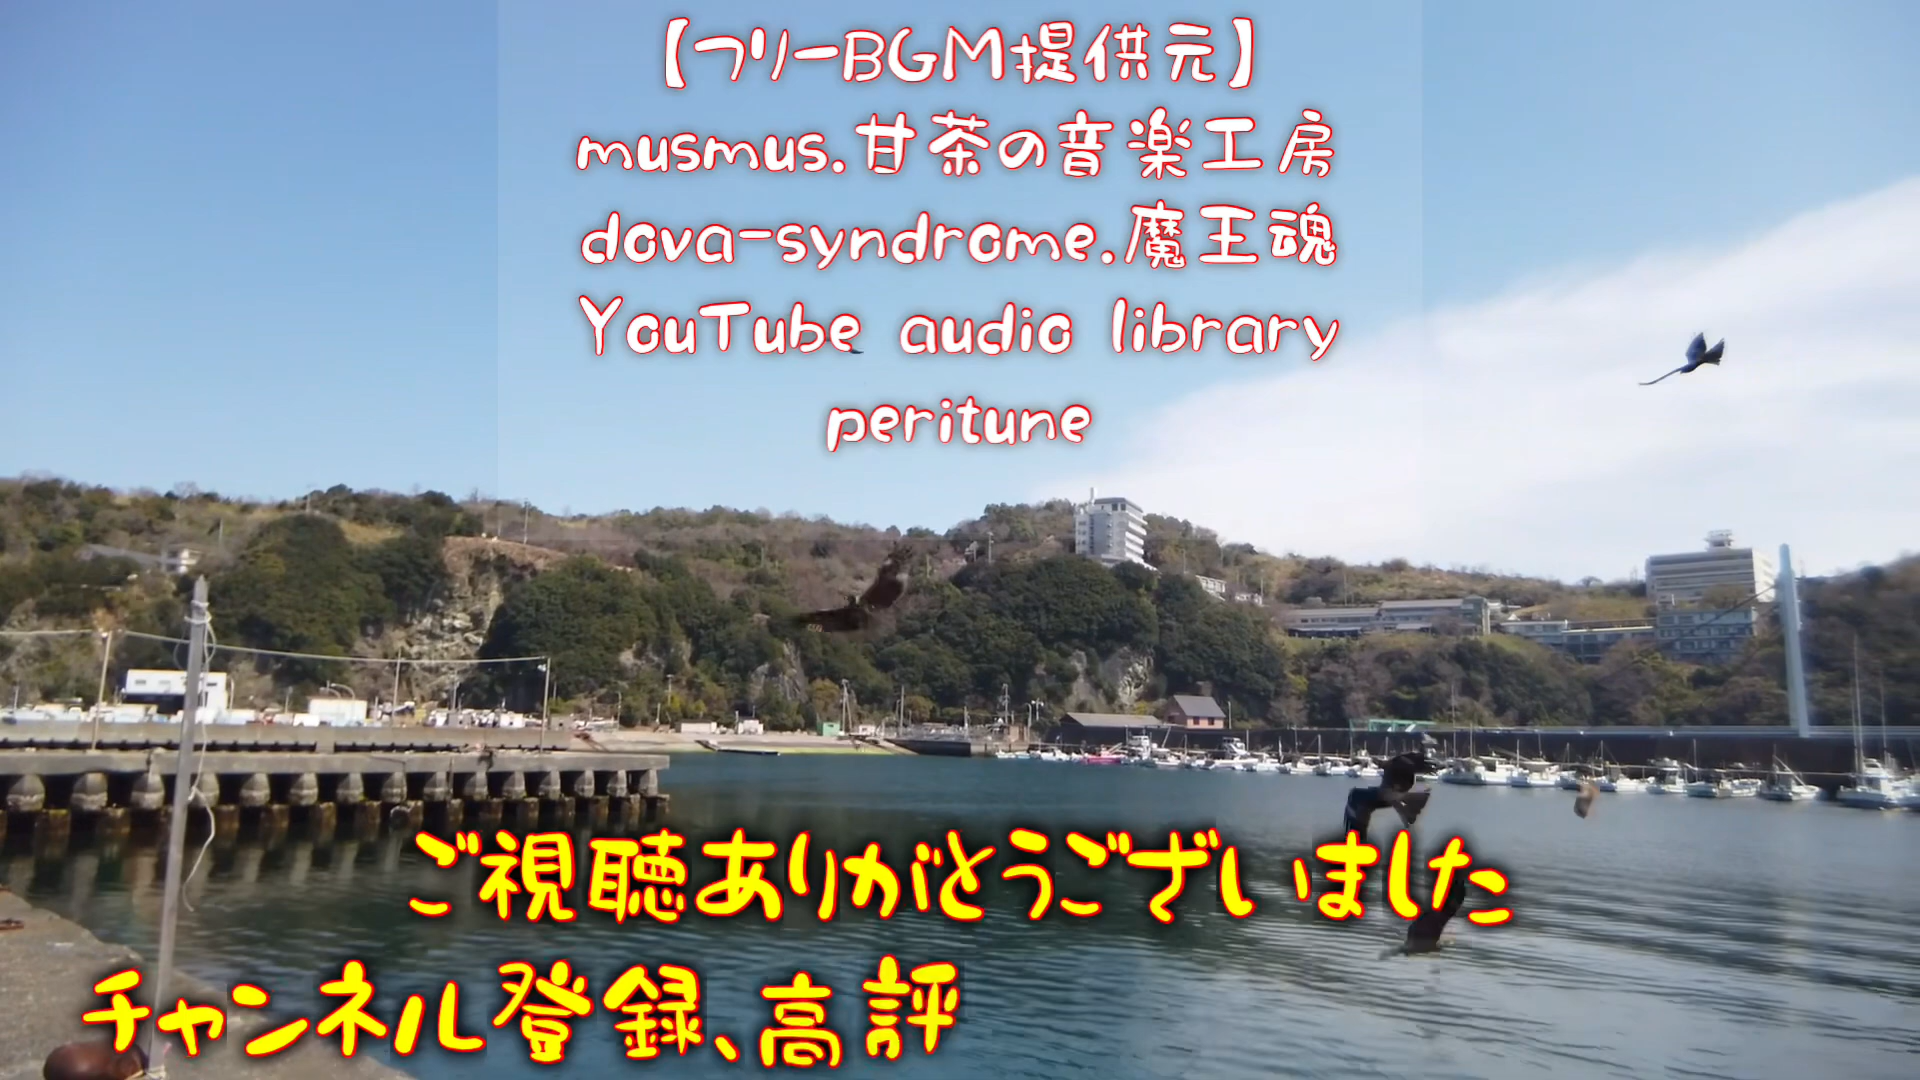 【フリーBGM提供元】
musmus.甘茶の音楽工房
dova-syndrome.魔王魂
YouTube audio library
peritune
ご視聴ありがとうございました
チャンネル登録、高評